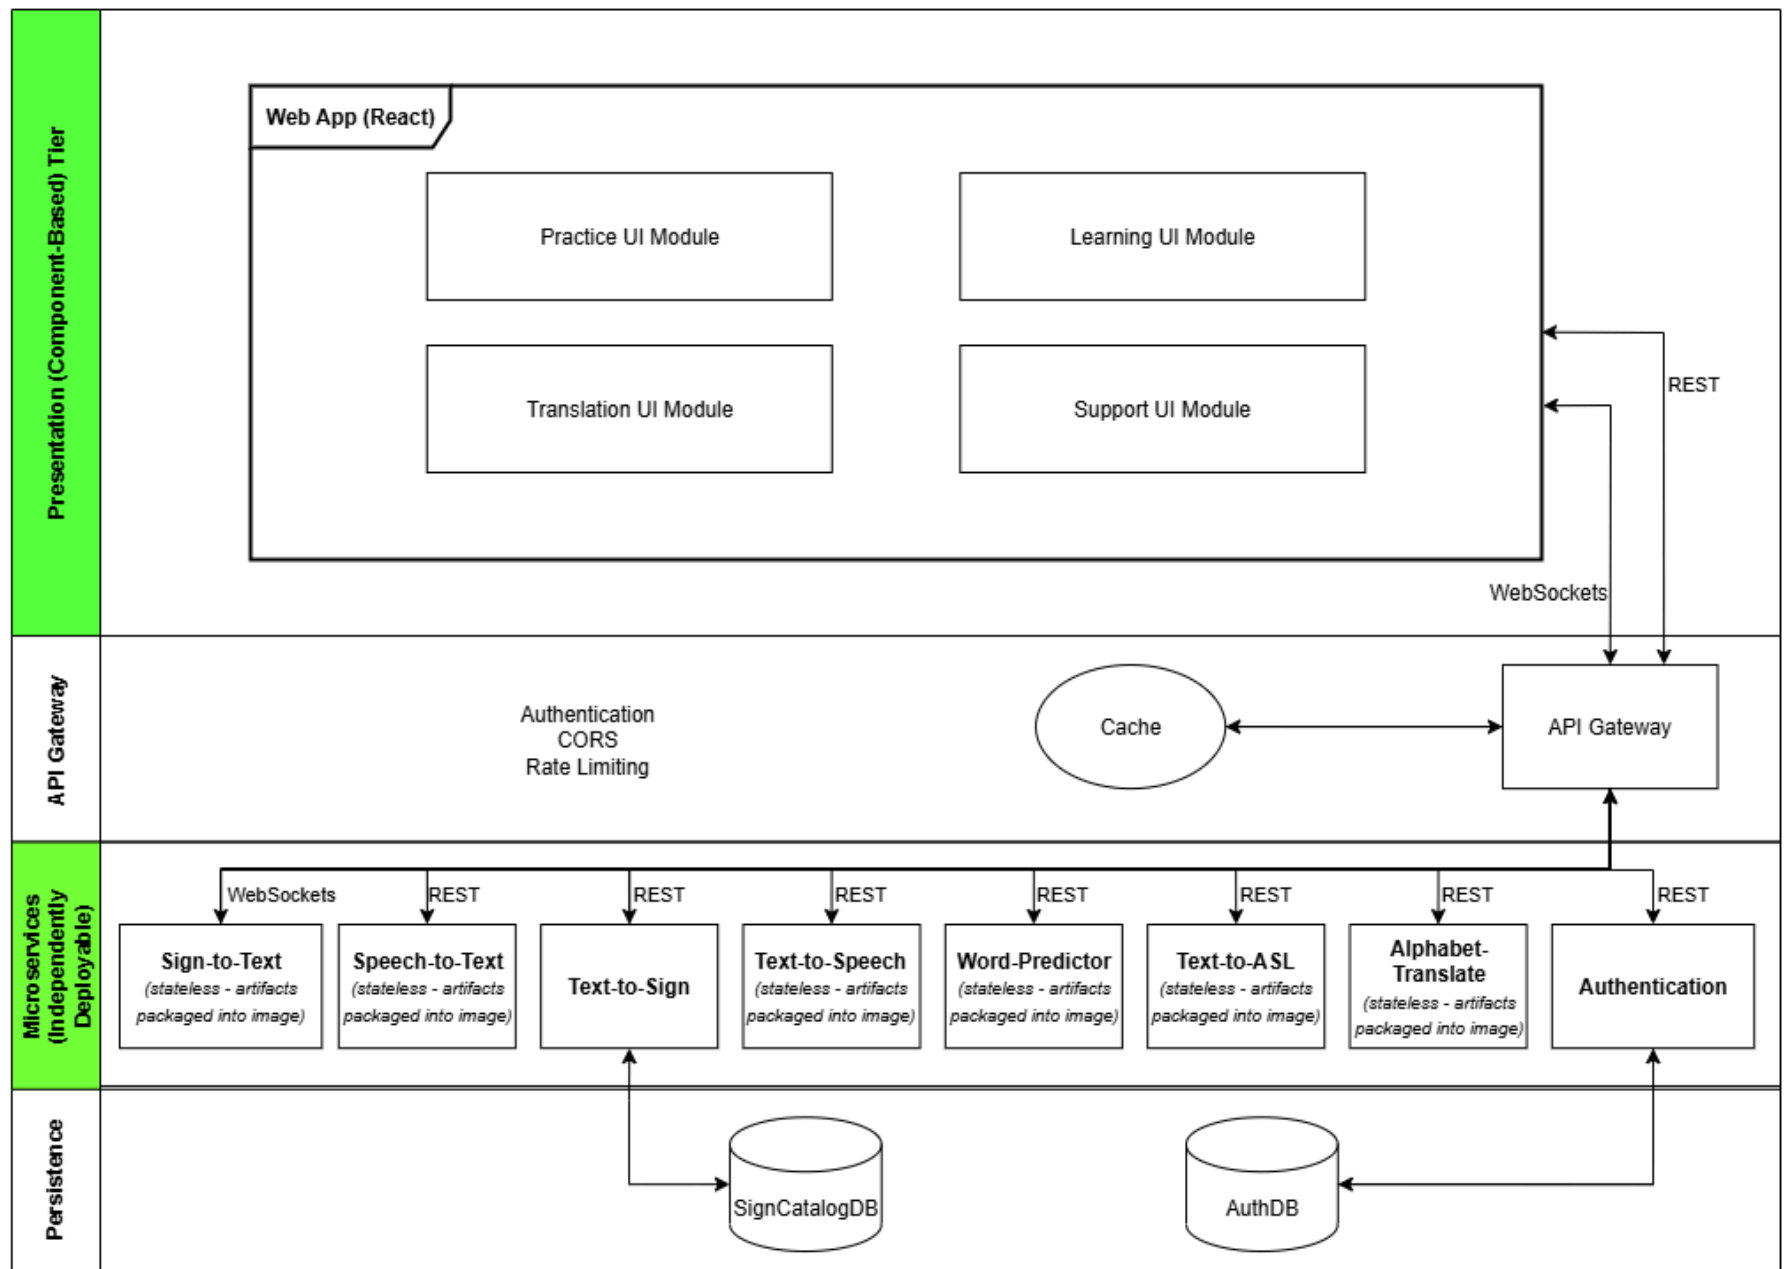 Presentation (Component-Based) Tier
Web App (React)
Practice UI Module
Learning UI Module
Translation UI Module
Support UI Module
REST
WebSockets
API Gateway
Authentication
CORS
Rate Limiting
Cache
API Gateway
Microservices
(Independently
Deployable)
WebSockets
REST
REST
REST
REST
REST
REST
REST
Sign-to-Text
(stateless - artifacts
packaged into image)
Speech-to-Text
(stateless - artifacts
packaged into image)
Text-to-Sign
Text-to-Speech
(stateless - artifacts
packaged into image)
Word-Predictor
(stateless - artifacts
packaged into image)
Text-to-ASL
(stateless - artifacts
packaged into image)
Alphabet-
Translate
(stateless - artifacts
packaged into image)
Authentication
Persistence
SignCatalogDB
AuthDB